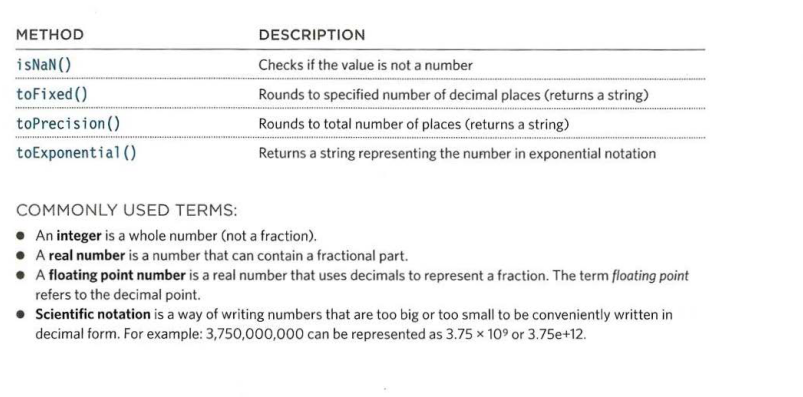 METHOD DESCRIPTION
isNaN() Checks if the value is not a number
toFixed() Rounds to specified number of decimal places (returns a string)
toPrecision() Rounds to total number of places (returns a string)
toExponential() Returns a string representing the number in exponential notation
COMMONLY USED TERMS:
● An integer is a whole number (not a fraction).
● A real number is a number that can contain a fractional part.
● A floating point number is a real number that uses decimals to represent a fraction. The term floating point
refers to the decimal point.
● Scientific notation is a way of writing numbers that are too big or too small to be conveniently written in
decimal form. For example: 3,750,000,000 can be represented as 3.75 × 10⁹ or 3.75e+12.